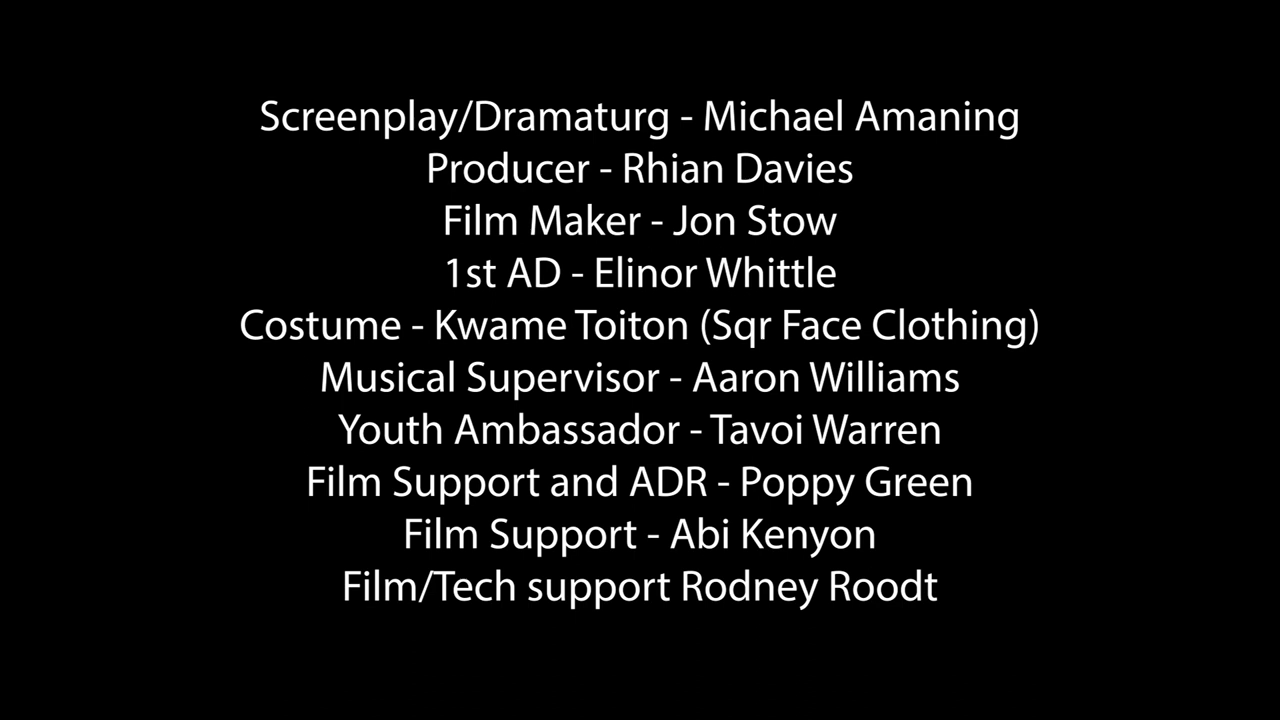 Screenplay/Dramaturg - Michael Amaning
Producer - Rhian Davies
Film Maker - Jon Stow
1st AD - Elinor Whittle
Costume - Kwame Toiton (Sqr Face Clothing)
Musical Supervisor - Aaron Williams
Youth Ambassador - Tavoi Warren
Film Support and ADR - Poppy Green
Film Support - Abi Kenyon
Film/Tech support Rodney Roodt